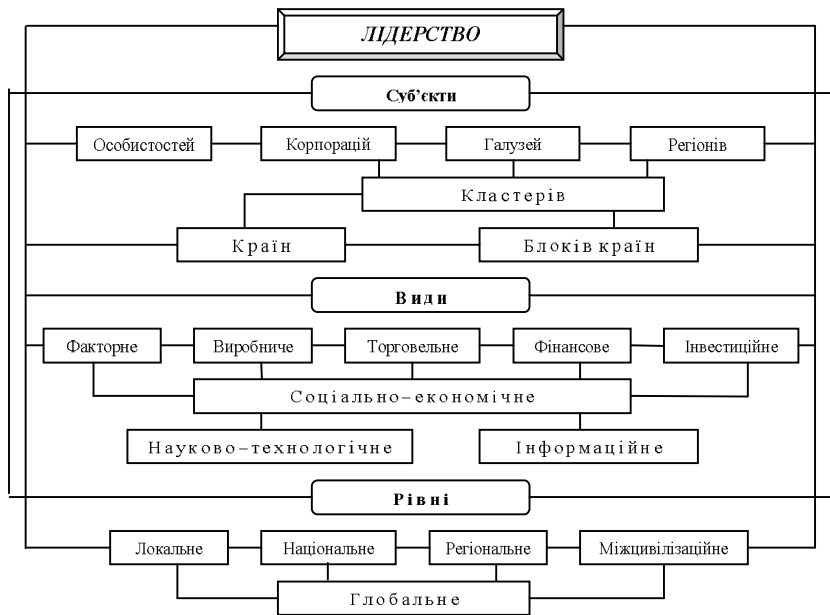 ЛІДЕРСТВО
Суб’єкти
Особистостей Корпорацій Галузей Регіонів
Кластерів
Країн Блоків країн
Види
Факторне Виробниче Торговельне Фінансове Інвестиційне
Соціально–економічне
Науково–технологічне Інформаційне
Рівні
Локальне Національне Регіональне Міжцивілізаційне
Глобальне